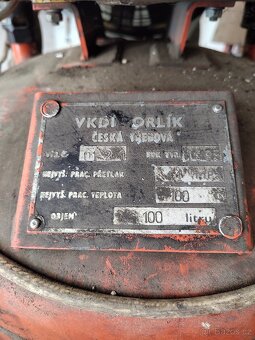 VKDI ORLÍK
ČESKÁ TŘEBOVÁ
NEJVYŠ. PRAC. PŘETLAK
NEJVYŠ. PRAC. TEPLOTA 100
OBJEM 100 litrů